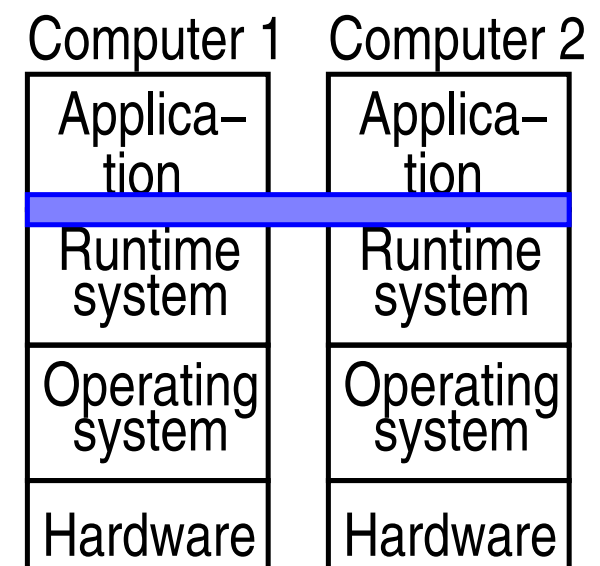 Computer 1 Computer 2
Applica–
tion
Runtime
system
Operating
system
Hardware
Applica–
tion
Runtime
system
Operating
system
Hardware